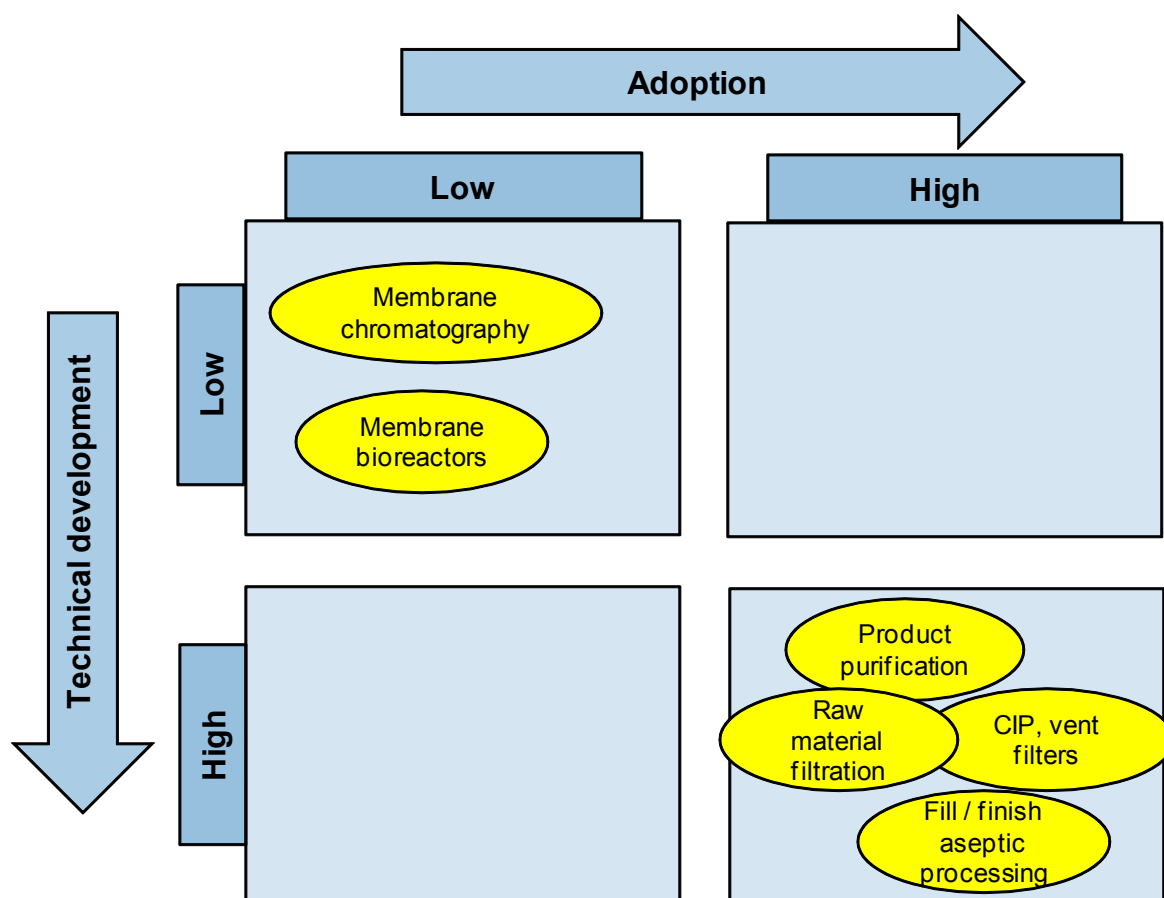 Adoption
Low
High
Technical development
Low
Membrane
chromatography
Membrane
bioreactors
High
Product
purification
Raw
material
filtration
CIP, vent
filters
Fill / finish
aseptic
processing